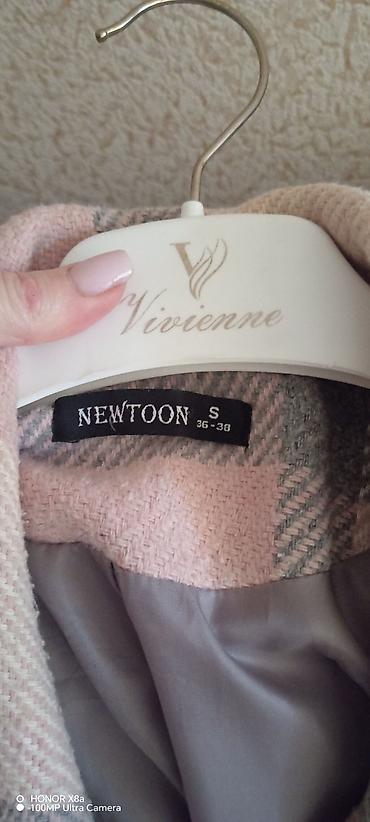 V
Vivienne
NEWTOON S
36-38
HONOR X8a
100MP Ultra Camera